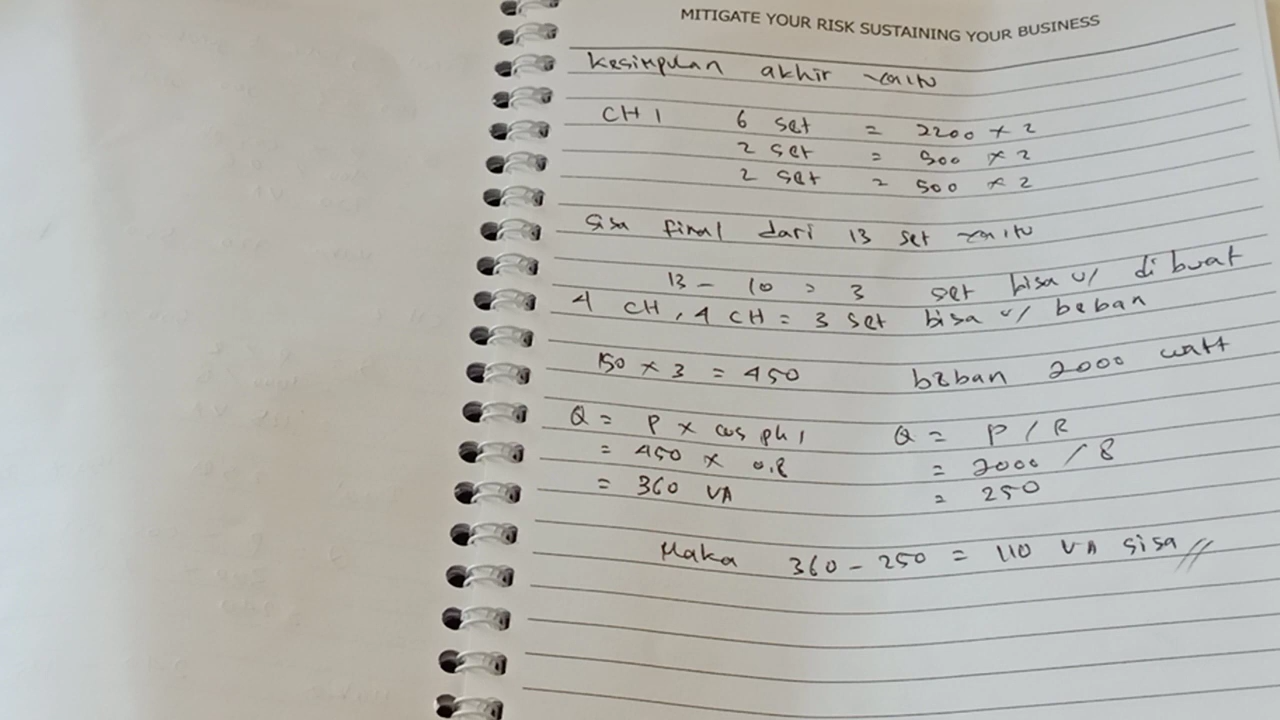 MITIGATE YOUR RISK SUSTAINING YOUR BUSINESS
Kesimpulan akhir yaitu
CH 1 6 set = 2200 x 2
2 set = 500 x 2
2 set = 500 x 2
Sisa final dari 13 set yaitu
13 - 10 = 3 set bisa u/ di buat
4 CH, 4 CH = 3 set bisa u/ beban
150 x 3 = 450 beban 2000 watt
Q = P x cos phi Q = P / R
= 450 x 0.8 = 2000 / 8
= 360 VA = 250
Maka 360 - 250 = 110 VA sisa //